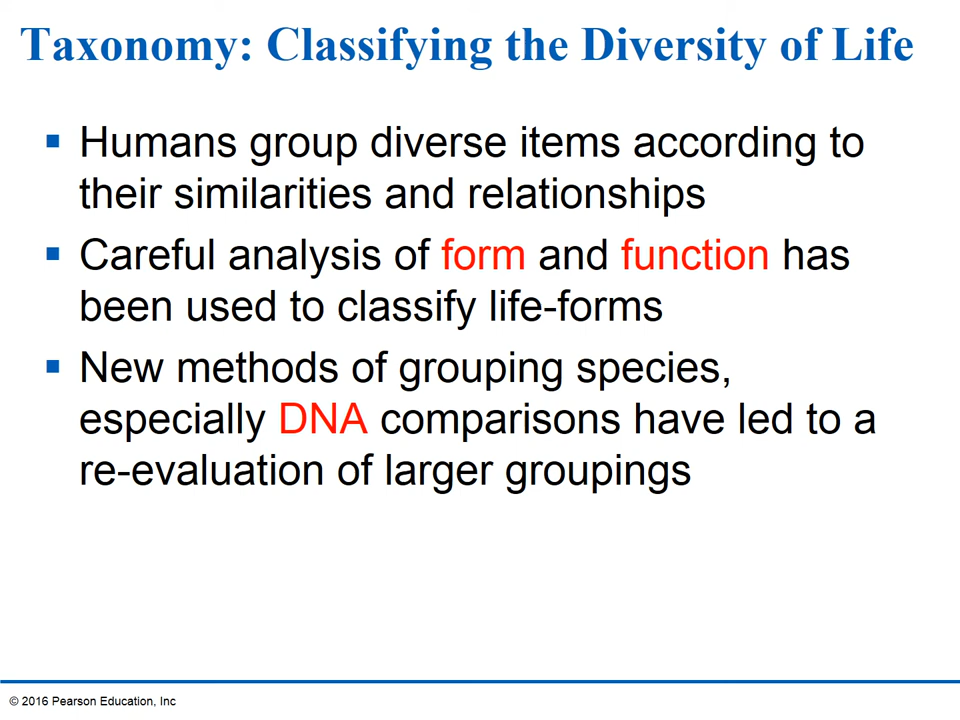 Taxonomy: Classifying the Diversity of Life
Humans group diverse items according to
their similarities and relationships
Careful analysis of form and function has
been used to classify life-forms
New methods of grouping species,
especially DNA comparisons have led to a
re-evaluation of larger groupings
© 2016 Pearson Education, Inc